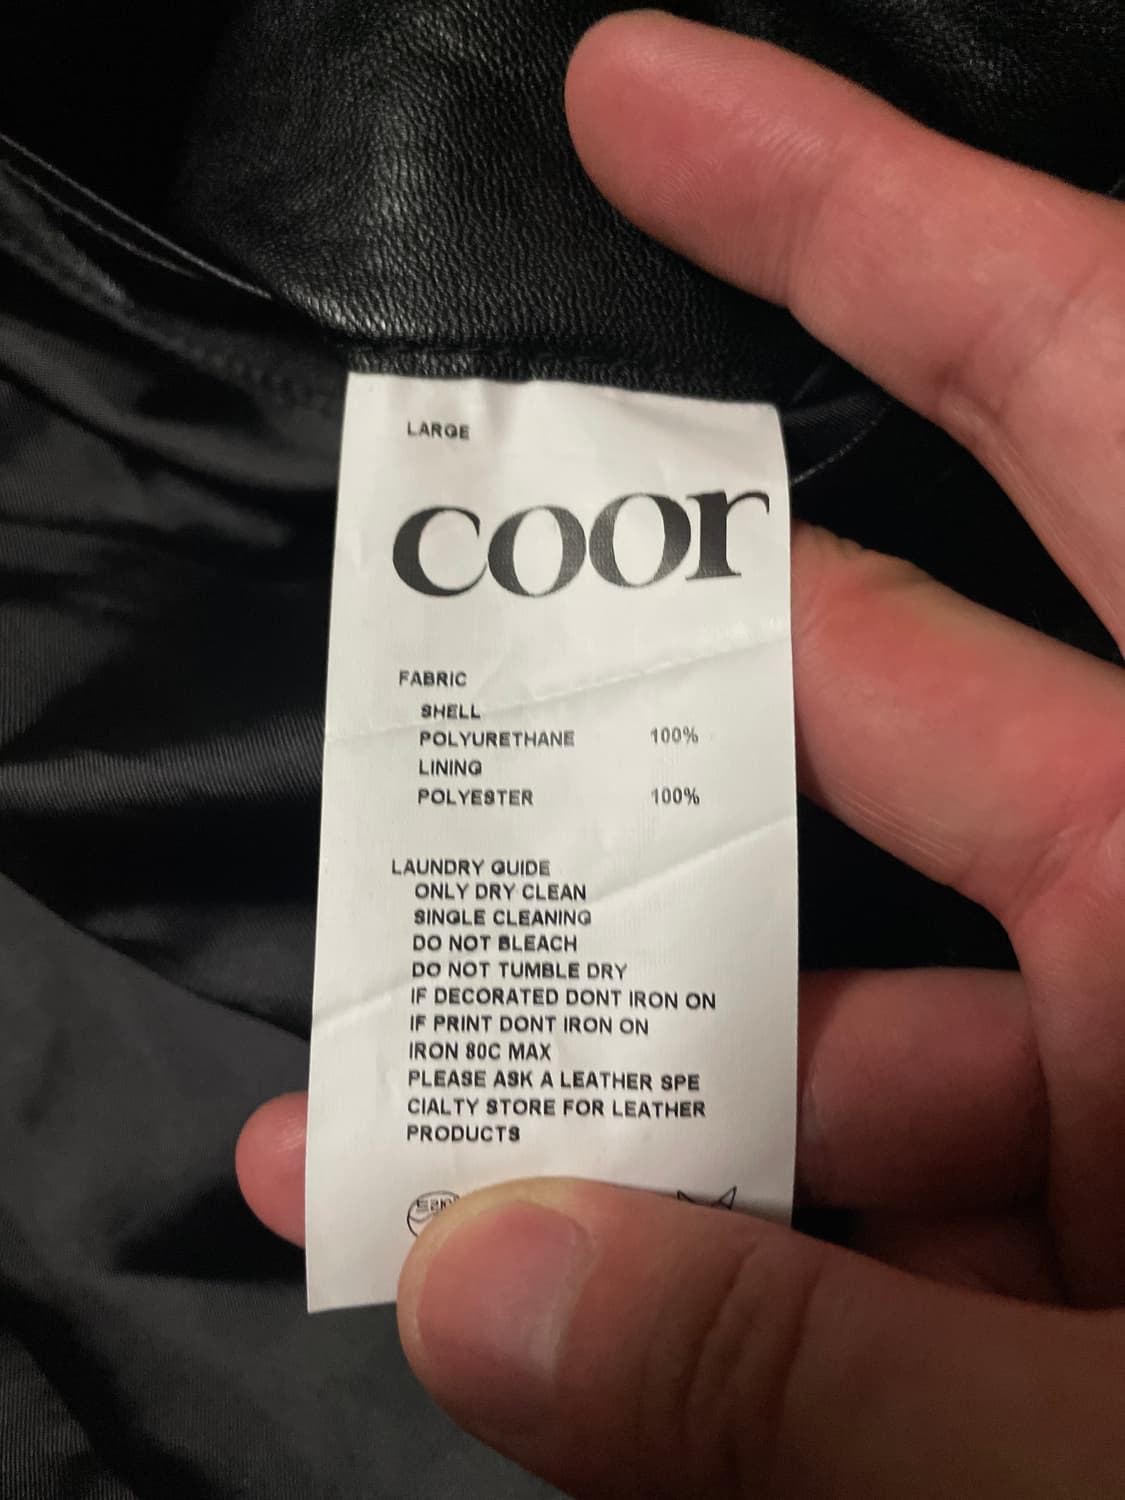 LARGE
coor
FABRIC
SHELL
POLYURETHANE 100%
LINING
POLYESTER 100%
LAUNDRY GUIDE
ONLY DRY CLEAN
SINGLE CLEANING
DO NOT BLEACH
DO NOT TUMBLE DRY
IF DECORATED DONT IRON ON
IF PRINT DONT IRON ON
IRON 80C MAX
PLEASE ASK A LEATHER SPE
CIALTY STORE FOR LEATHER
PRODUCTS